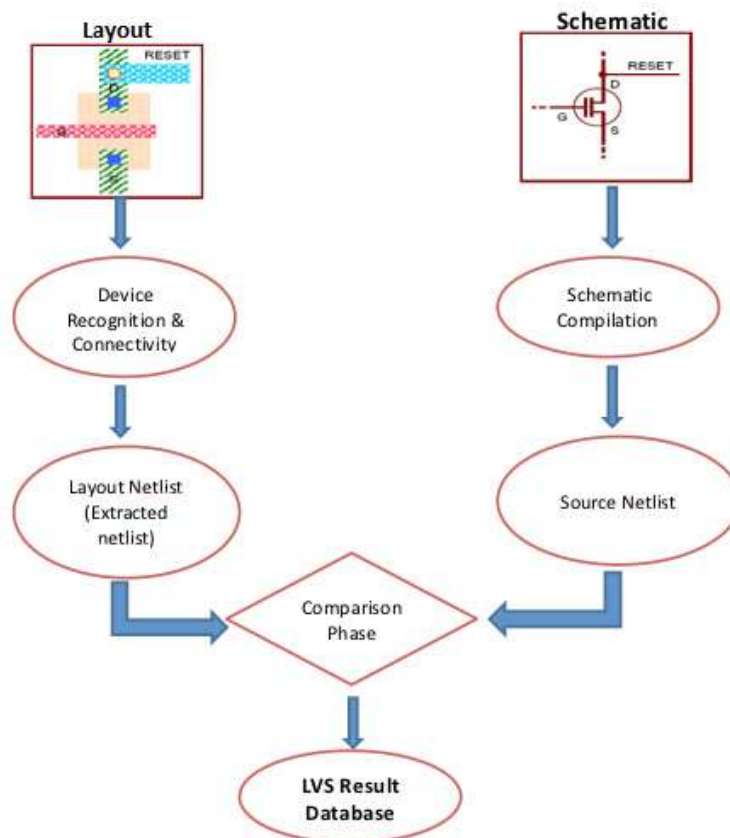 Layout
RESET
D
G
Schematic
RESET
D
G
S
Device
Recognition &
Connectivity
Schematic
Compilation
Layout Netlist
(Extracted
netlist)
Source Netlist
Comparison
Phase
LVS Result
Database